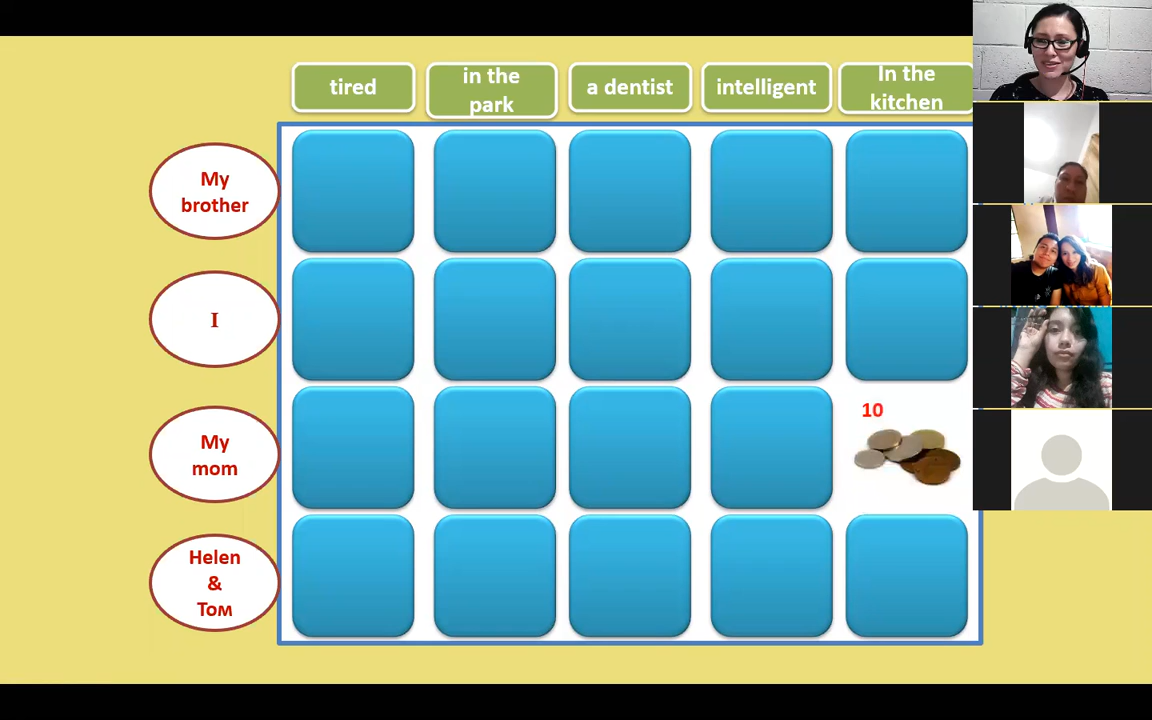 tired
in the
park
a dentist
intelligent
In the
kitchen
My
brother
I
My
mom
10
Helen
&
Tom